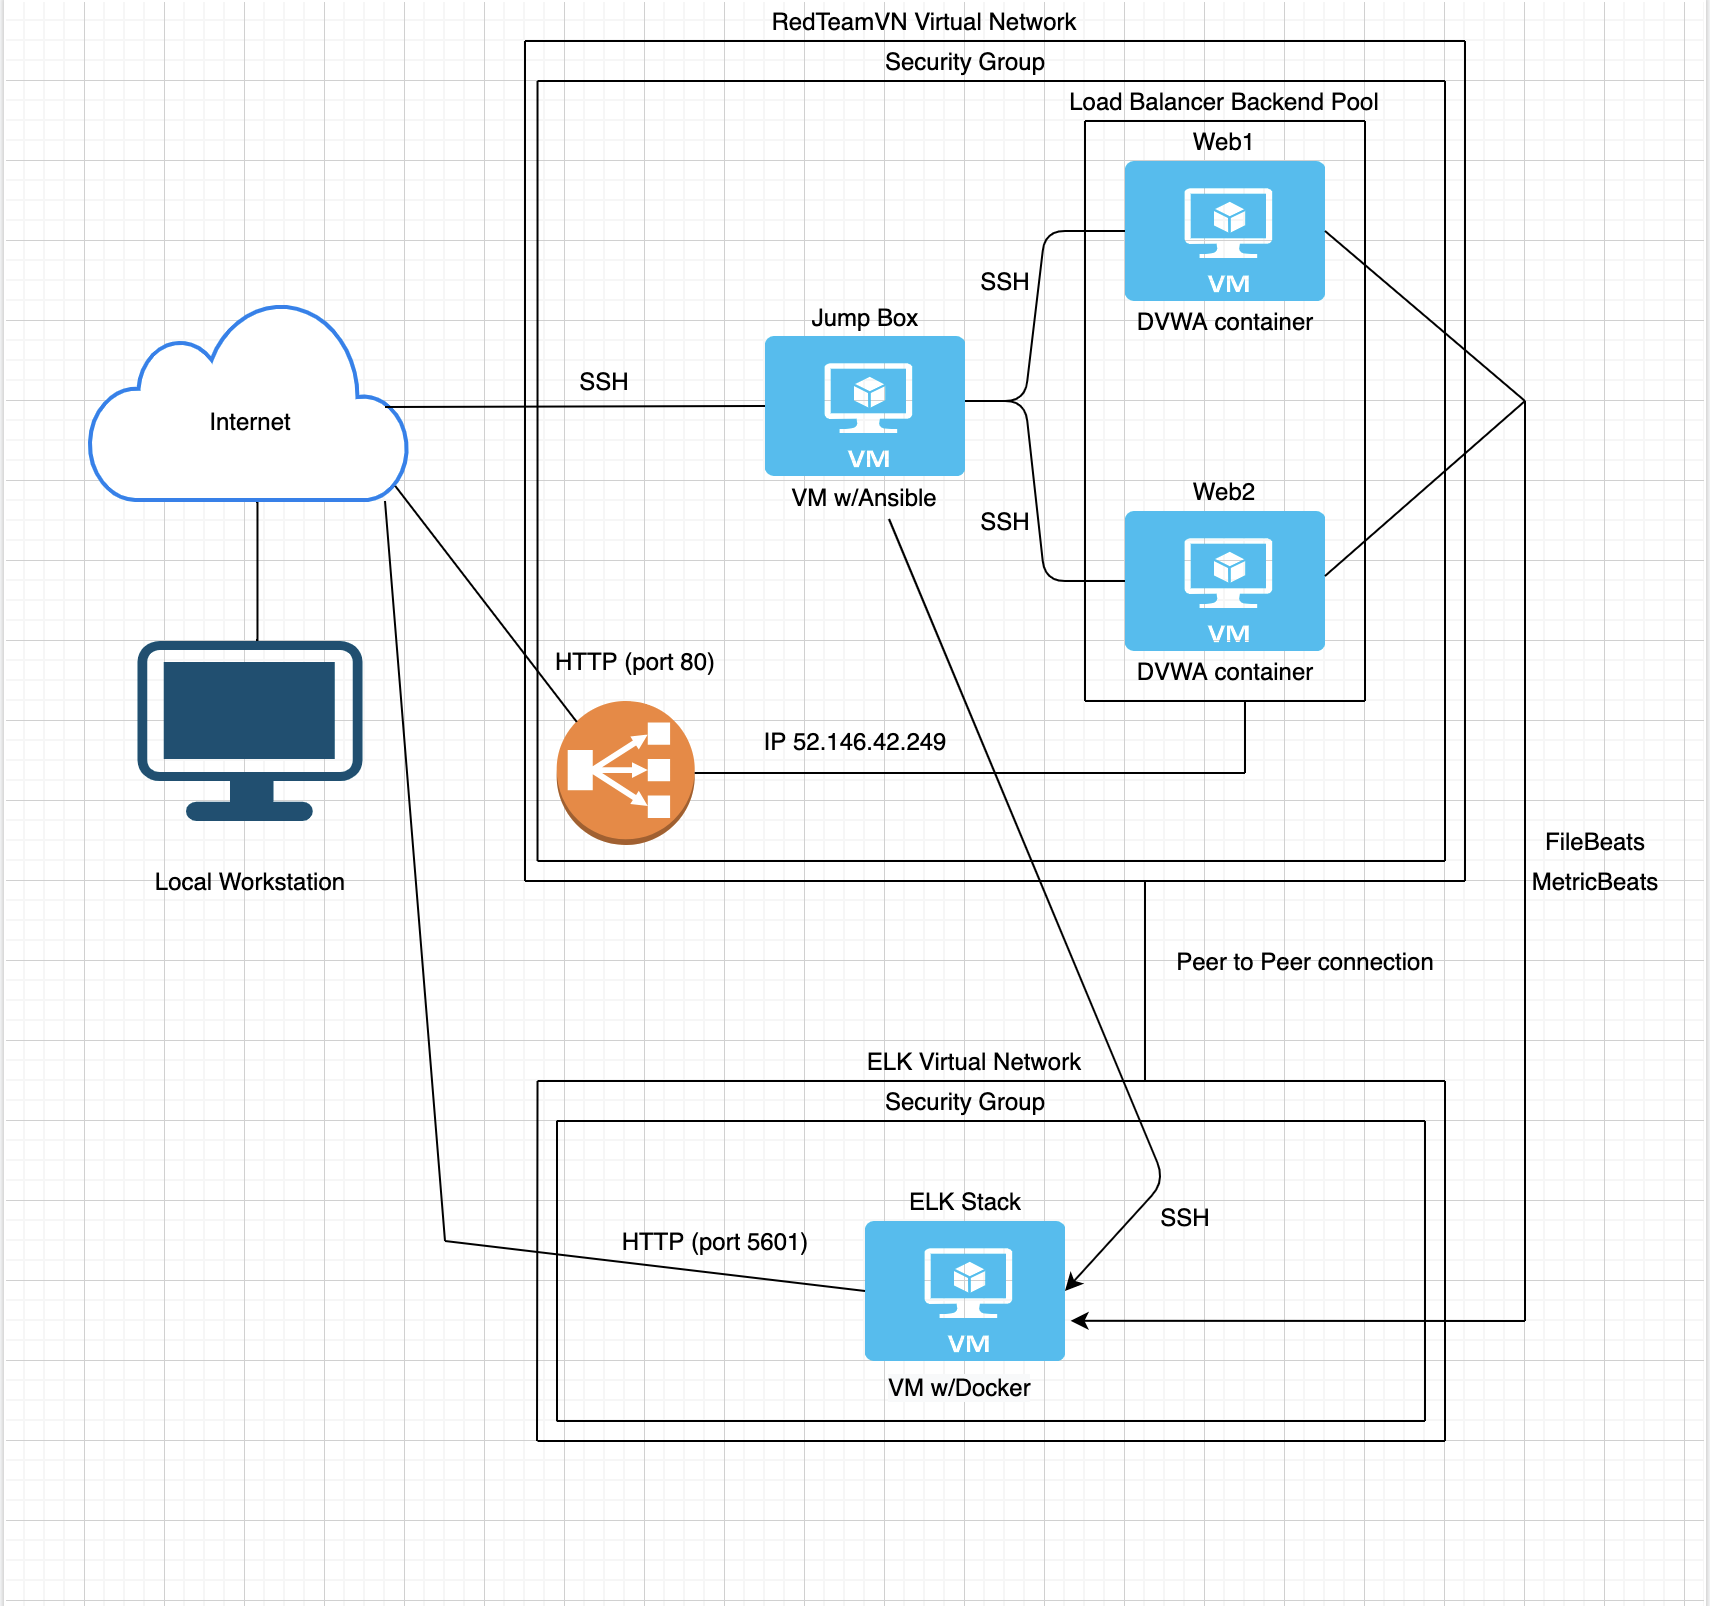 RedTeamVN Virtual Network
Security Group
Load Balancer Backend Pool
Web1
VM
DVWA container
SSH
Jump Box
VM
VM w/Ansible
SSH
Internet
SSH
Web2
VM
DVWA container
HTTP (port 80)
IP 52.146.42.249
Local Workstation
FileBeats
MetricBeats
Peer to Peer connection
ELK Virtual Network
Security Group
ELK Stack
SSH
HTTP (port 5601)
VM
VM w/Docker